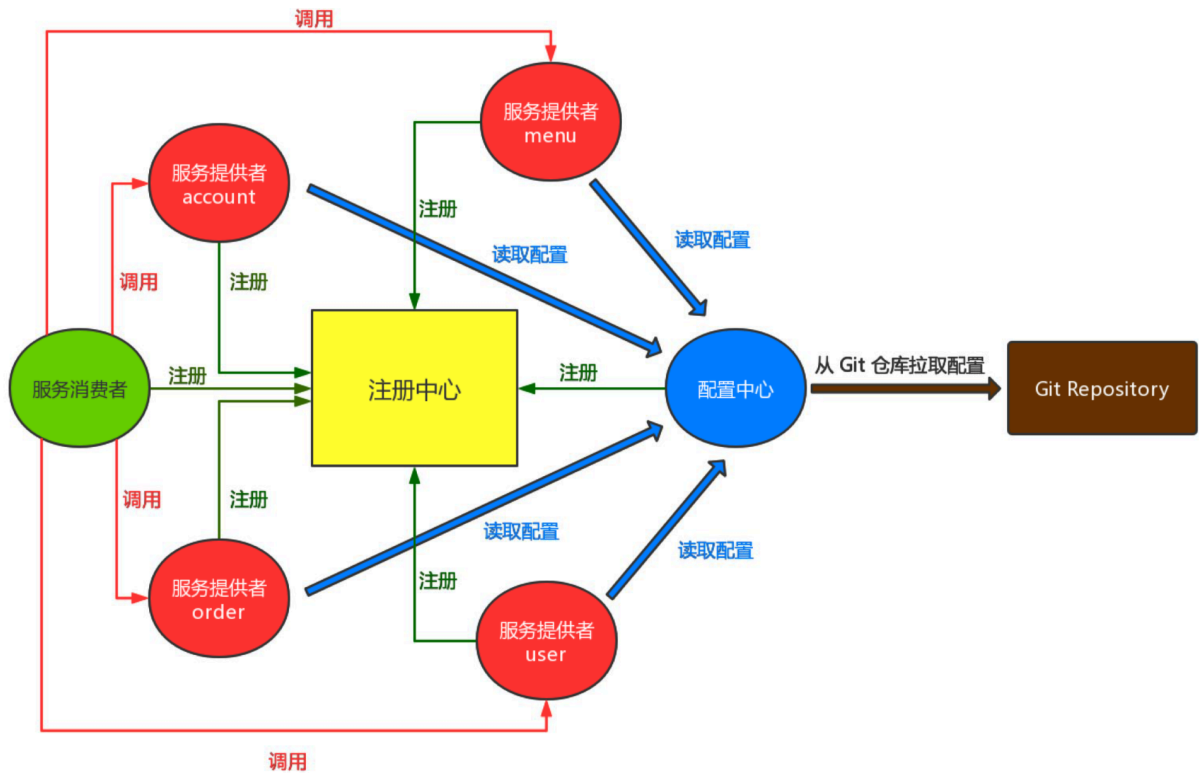 调用
服务提供者
menu
服务提供者
account
注册
读取配置
读取配置
调用
注册
从 Git 仓库拉取配置
注册
注册
服务消费者
注册中心
配置中心
Git Repository
调用
注册
读取配置
读取配置
注册
服务提供者
order
服务提供者
user
调用